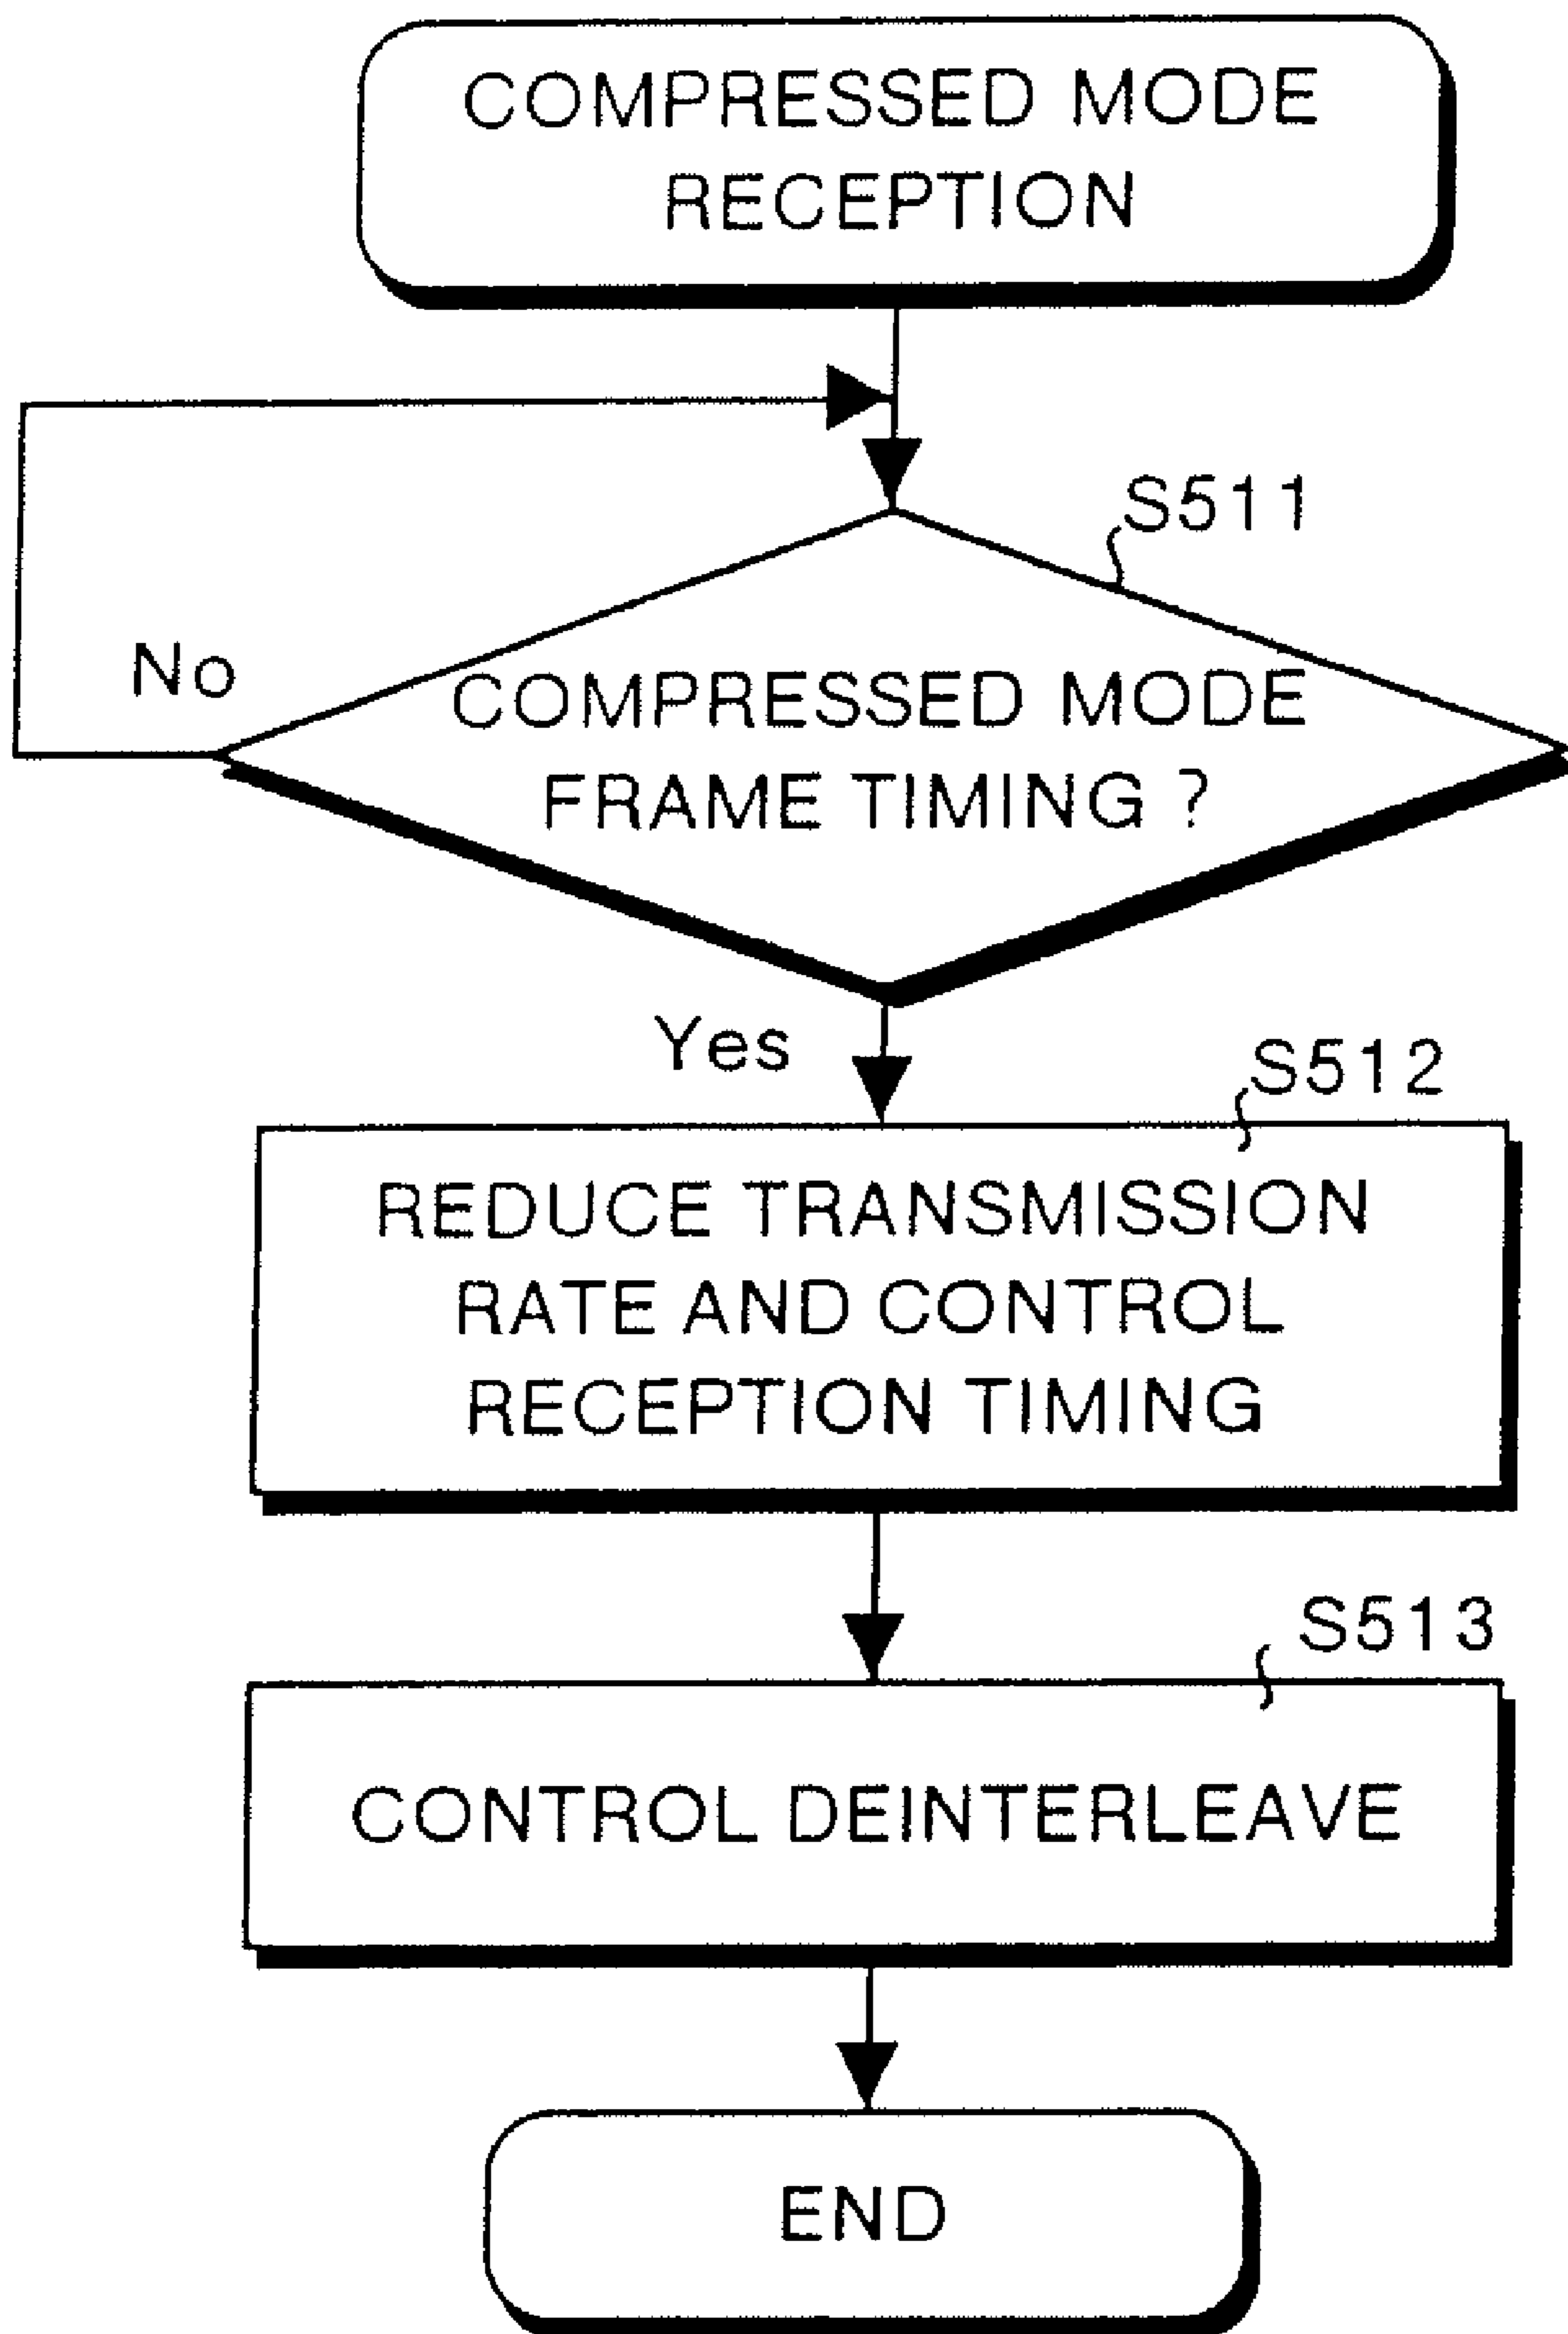 COMPRESSED MODE
RECEPTION
S511
No
COMPRESSED MODE
FRAME TIMING ?
Yes
S512
REDUCE TRANSMISSION
RATE AND CONTROL
RECEPTION TIMING
S513
CONTROL DEINTERLEAVE
END